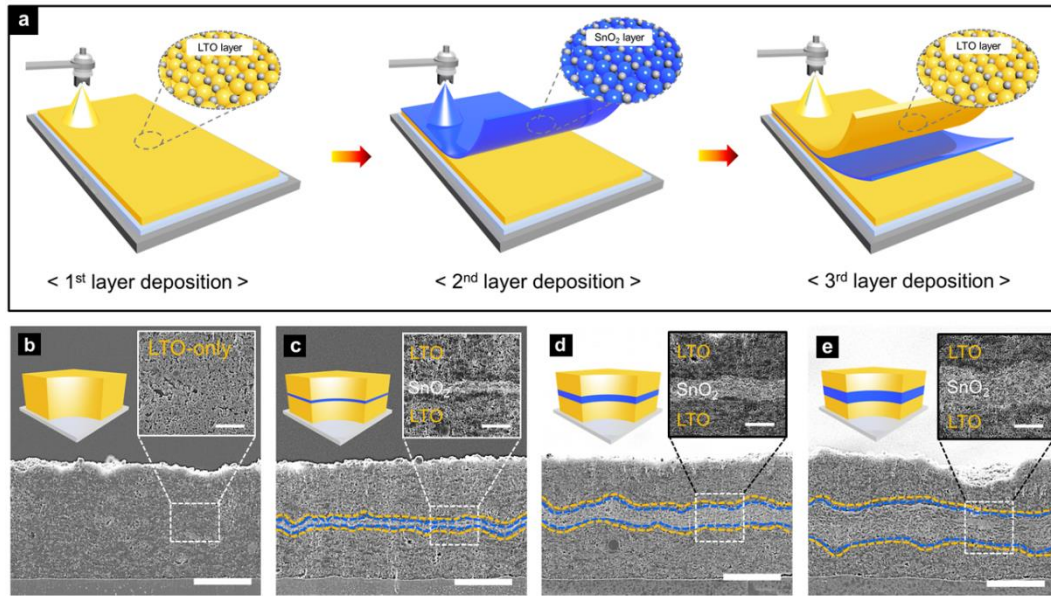 a
LTO layer
SnO₂ layer
LTO layer
< 1st layer deposition >
< 2nd layer deposition >
< 3rd layer deposition >
b
LTO-only
c
LTO
SnO₂
LTO
d
LTO
SnO₂
LTO
e
LTO
SnO₂
LTO